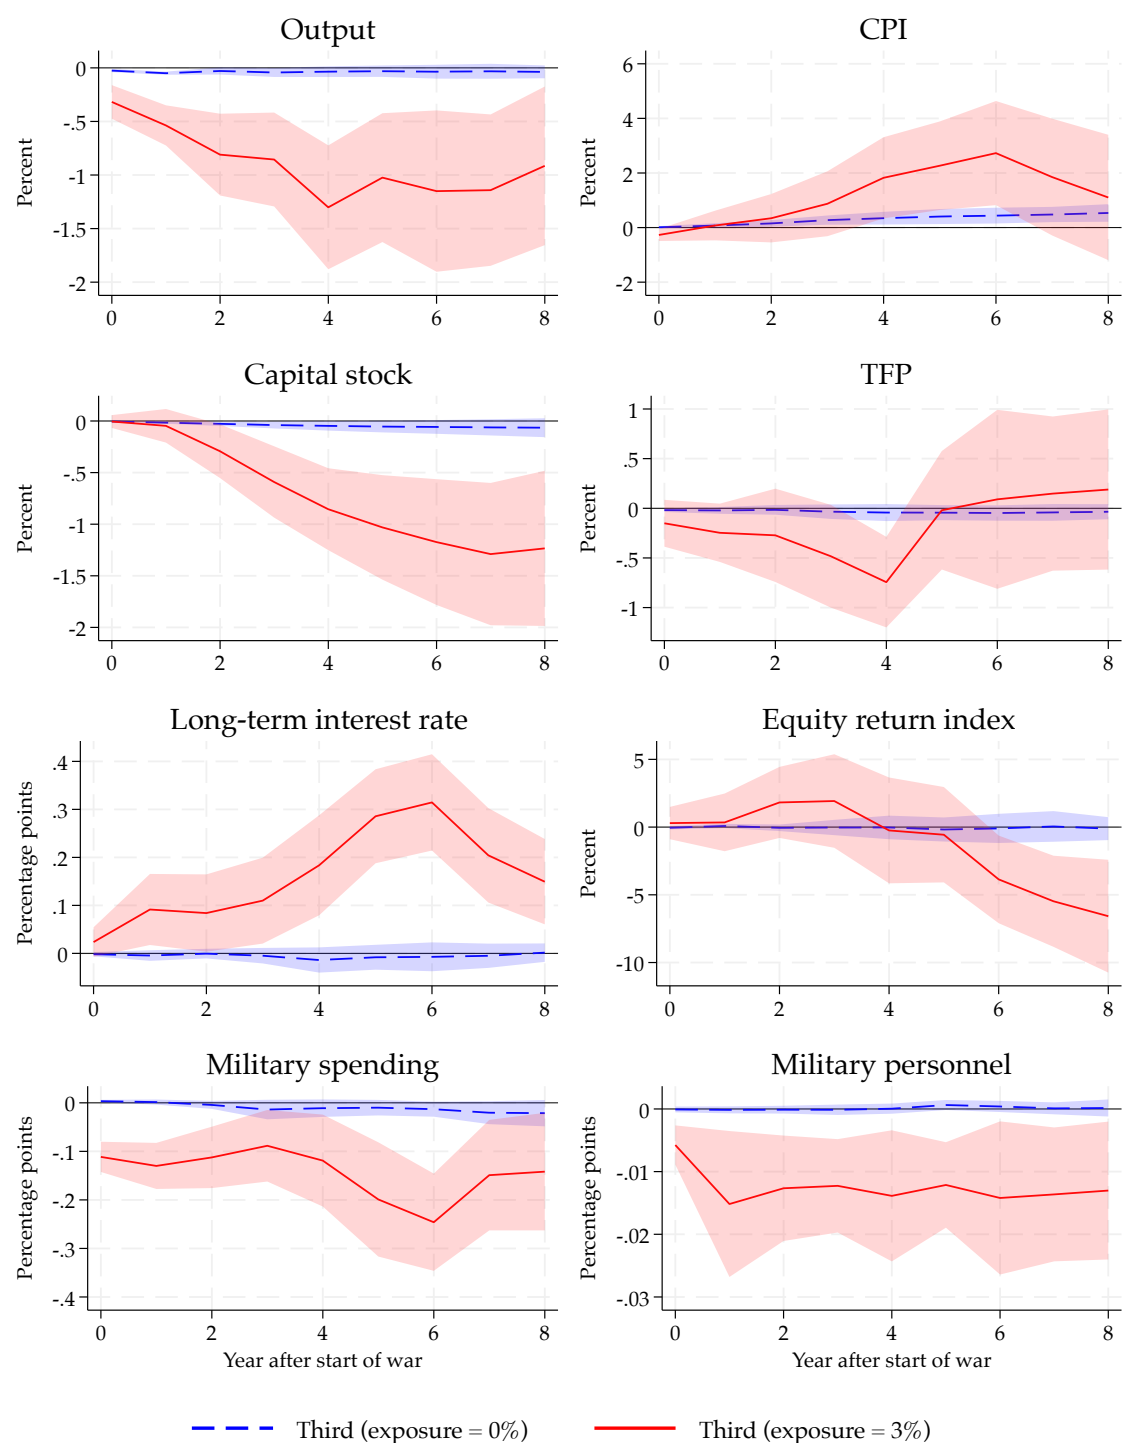 Output
Percent
0
-.5
-1
-1.5
-2
0 2 4 6 8
CPI
Percent
6
4
2
0
-2
0 2 4 6 8
Capital stock
Percent
0
-.5
-1
-1.5
-2
0 2 4 6 8
TFP
Percent
1
.5
0
-.5
-1
0 2 4 6 8
Long-term interest rate
Percentage points
.4
.3
.2
.1
0
0 2 4 6 8
Equity return index
Percent
5
0
-5
-10
0 2 4 6 8
Military spending
Percentage points
0
-.1
-.2
-.3
-.4
0 2 4 6 8
Year after start of war
Military personnel
Percentage points
0
-.01
-.02
-.03
0 2 4 6 8
Year after start of war
Third (exposure = 0%)
Third (exposure = 3%)